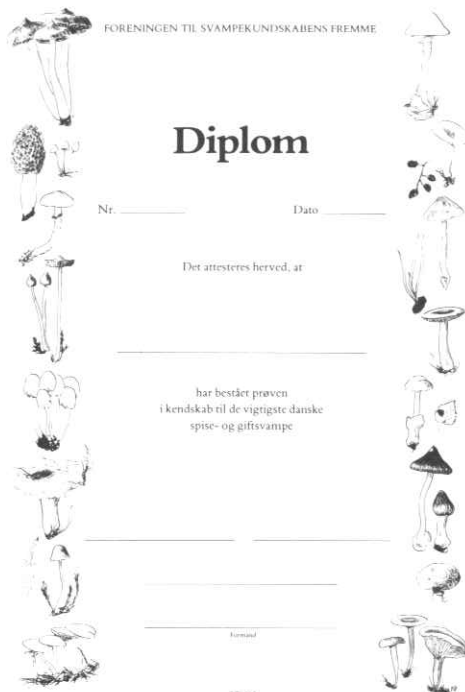 FORENINGEN TIL SVAMPEKUNDSKABENS FREMME
Diplom
Nr. Dato
Det attesteres herved, at
har bestået prøven
i kendskab til de vigtigste danske
spise- og giftsvampe
Formand